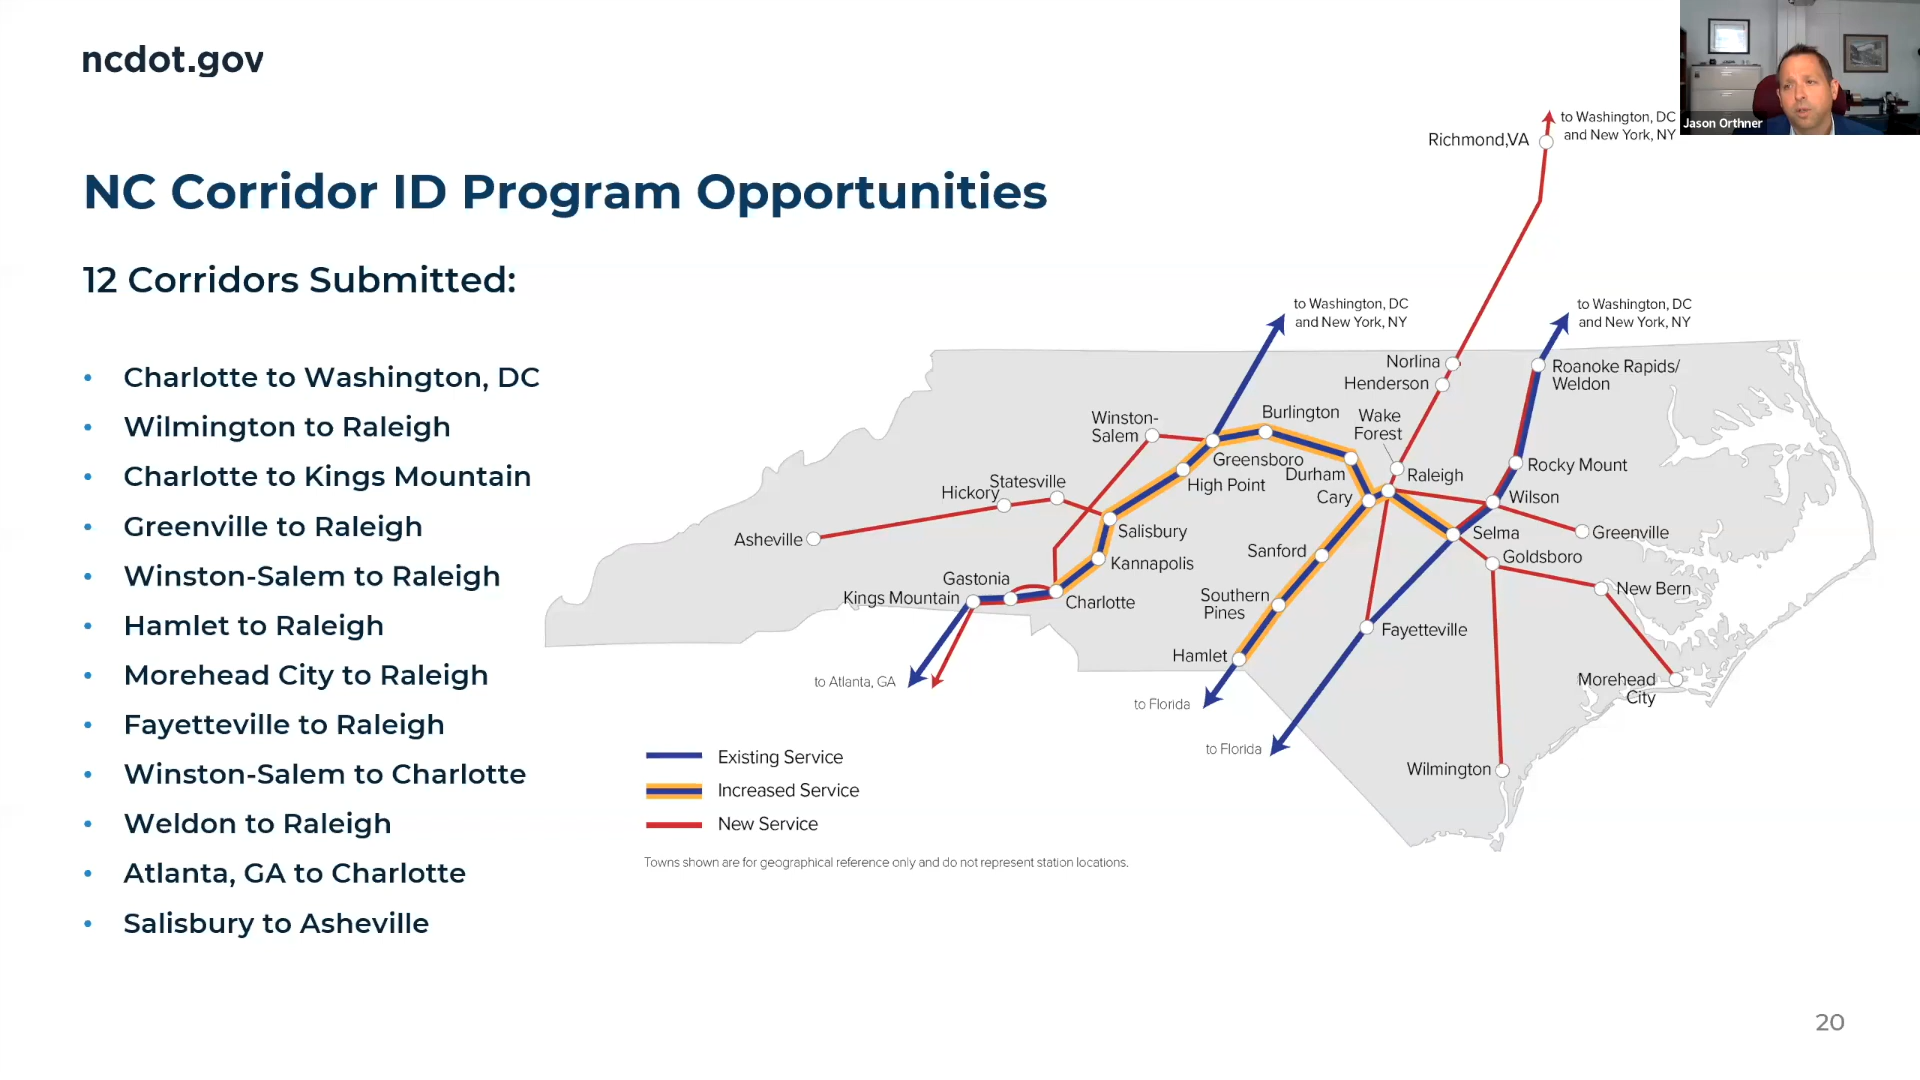 ncdot.gov
Jason Orthner
NC Corridor ID Program Opportunities
12 Corridors Submitted:
• Charlotte to Washington, DC
• Wilmington to Raleigh
• Charlotte to Kings Mountain
• Greenville to Raleigh
• Winston-Salem to Raleigh
• Hamlet to Raleigh
• Morehead City to Raleigh
• Fayetteville to Raleigh
• Winston-Salem to Charlotte
• Weldon to Raleigh
• Atlanta, GA to Charlotte
• Salisbury to Asheville
to Washington, DC
and New York, NY
Richmond,VA
to Washington, DC
and New York, NY
to Washington, DC
and New York, NY
Norlina
Henderson
Roanoke Rapids/
Weldon
Winston-
Salem
Burlington
Wake
Forest
Greensboro
Durham
Raleigh
Rocky Mount
High Point
Cary
Wilson
Statesville
Hickory
Salisbury
Selma
Greenville
Asheville
Sanford
Goldsboro
Kannapolis
Gastonia
Kings Mountain
Charlotte
Southern
Pines
New Bern
Fayetteville
Hamlet
to Atlanta, GA
to Florida
Morehead
City
to Florida
Wilmington
Existing Service
Increased Service
New Service
Towns shown are for geographical reference only and do not represent station locations.
20